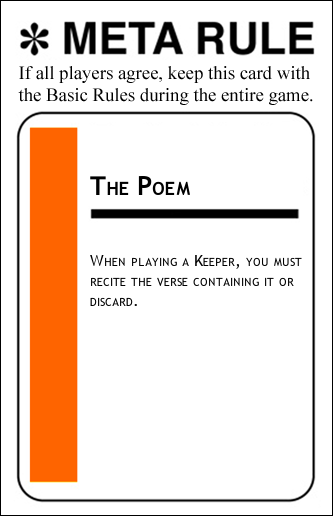 * META RULE
If all players agree, keep this card with
the Basic Rules during the entire game.
The Poem
When playing a Keeper, you must
recite the verse containing it or
discard.